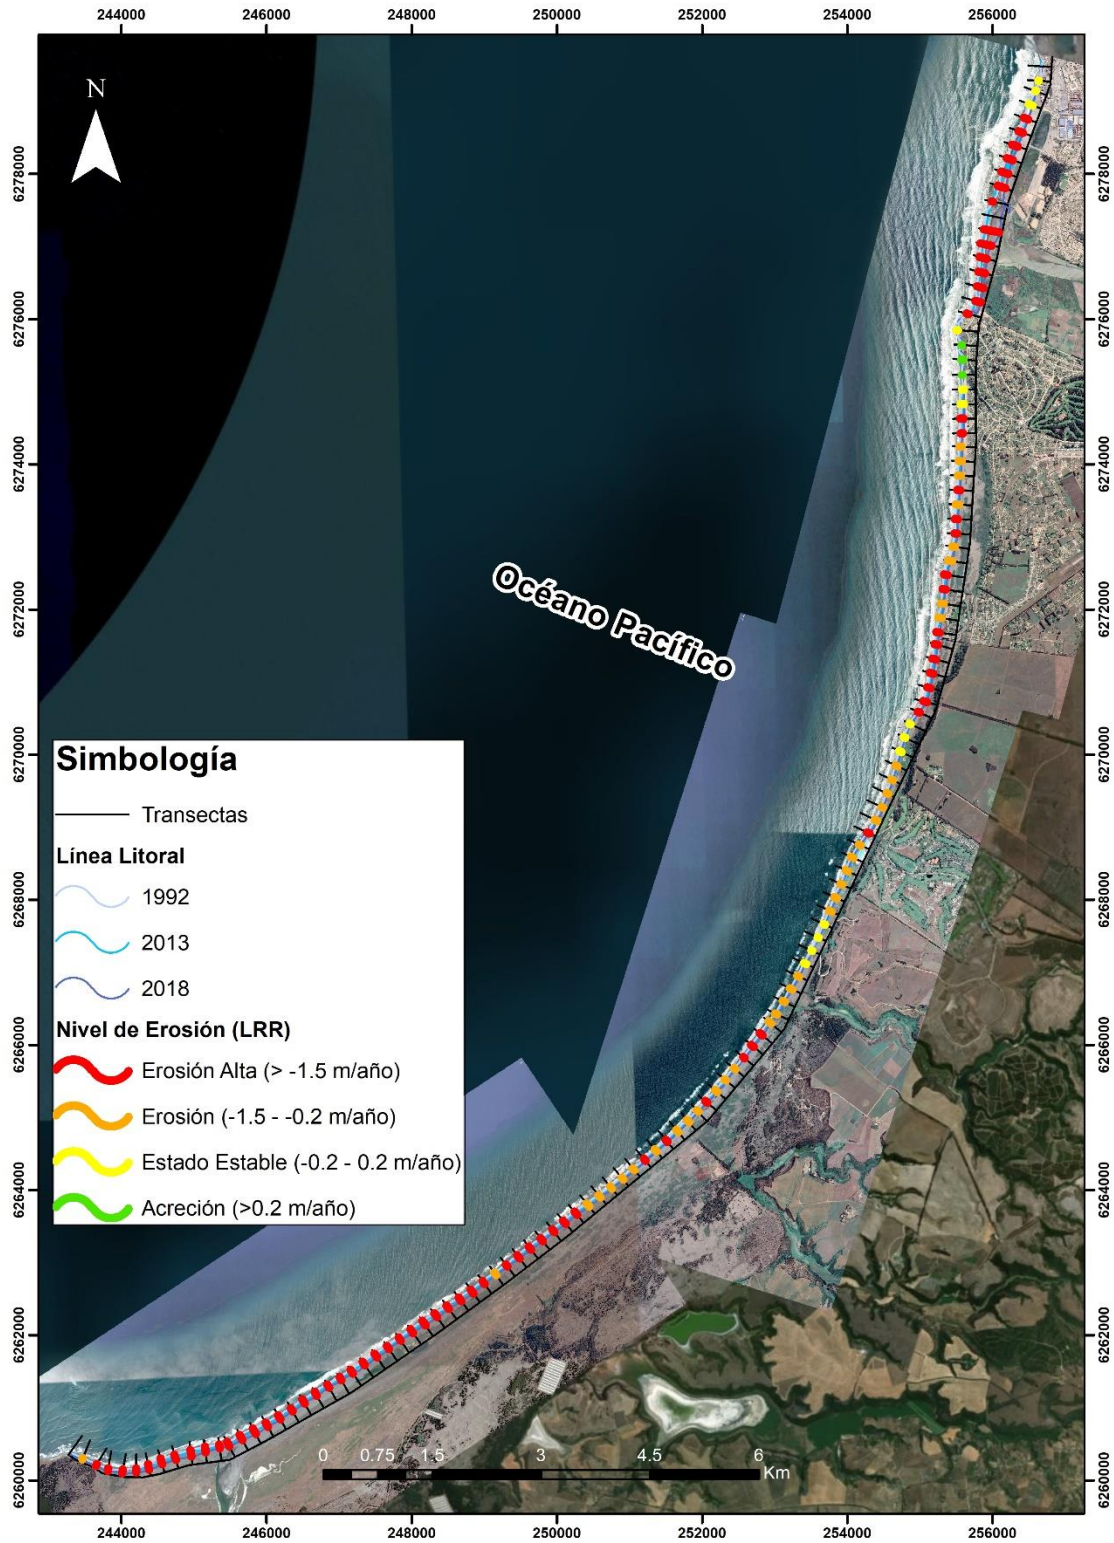 244000 246000 248000 250000 252000 254000 256000
N
6278000 6278000
6276000 6276000
6274000 6274000
6272000 6272000
Océano Pacífico
6270000 6270000
Simbología
Transectas
Línea Litoral
1992
6268000 6268000
2013
2018
Nivel de Erosión (LRR)
6266000 6266000
Erosión Alta (> -1.5 m/año)
Erosión (-1.5 - -0.2 m/año)
Estado Estable (-0.2 - 0.2 m/año)
6264000 6264000
Acreción (>0.2 m/año)
6262000 6262000
0 0.75 1.5 3 4.5 6
Km
6260000 6260000
244000 246000 248000 250000 252000 254000 256000